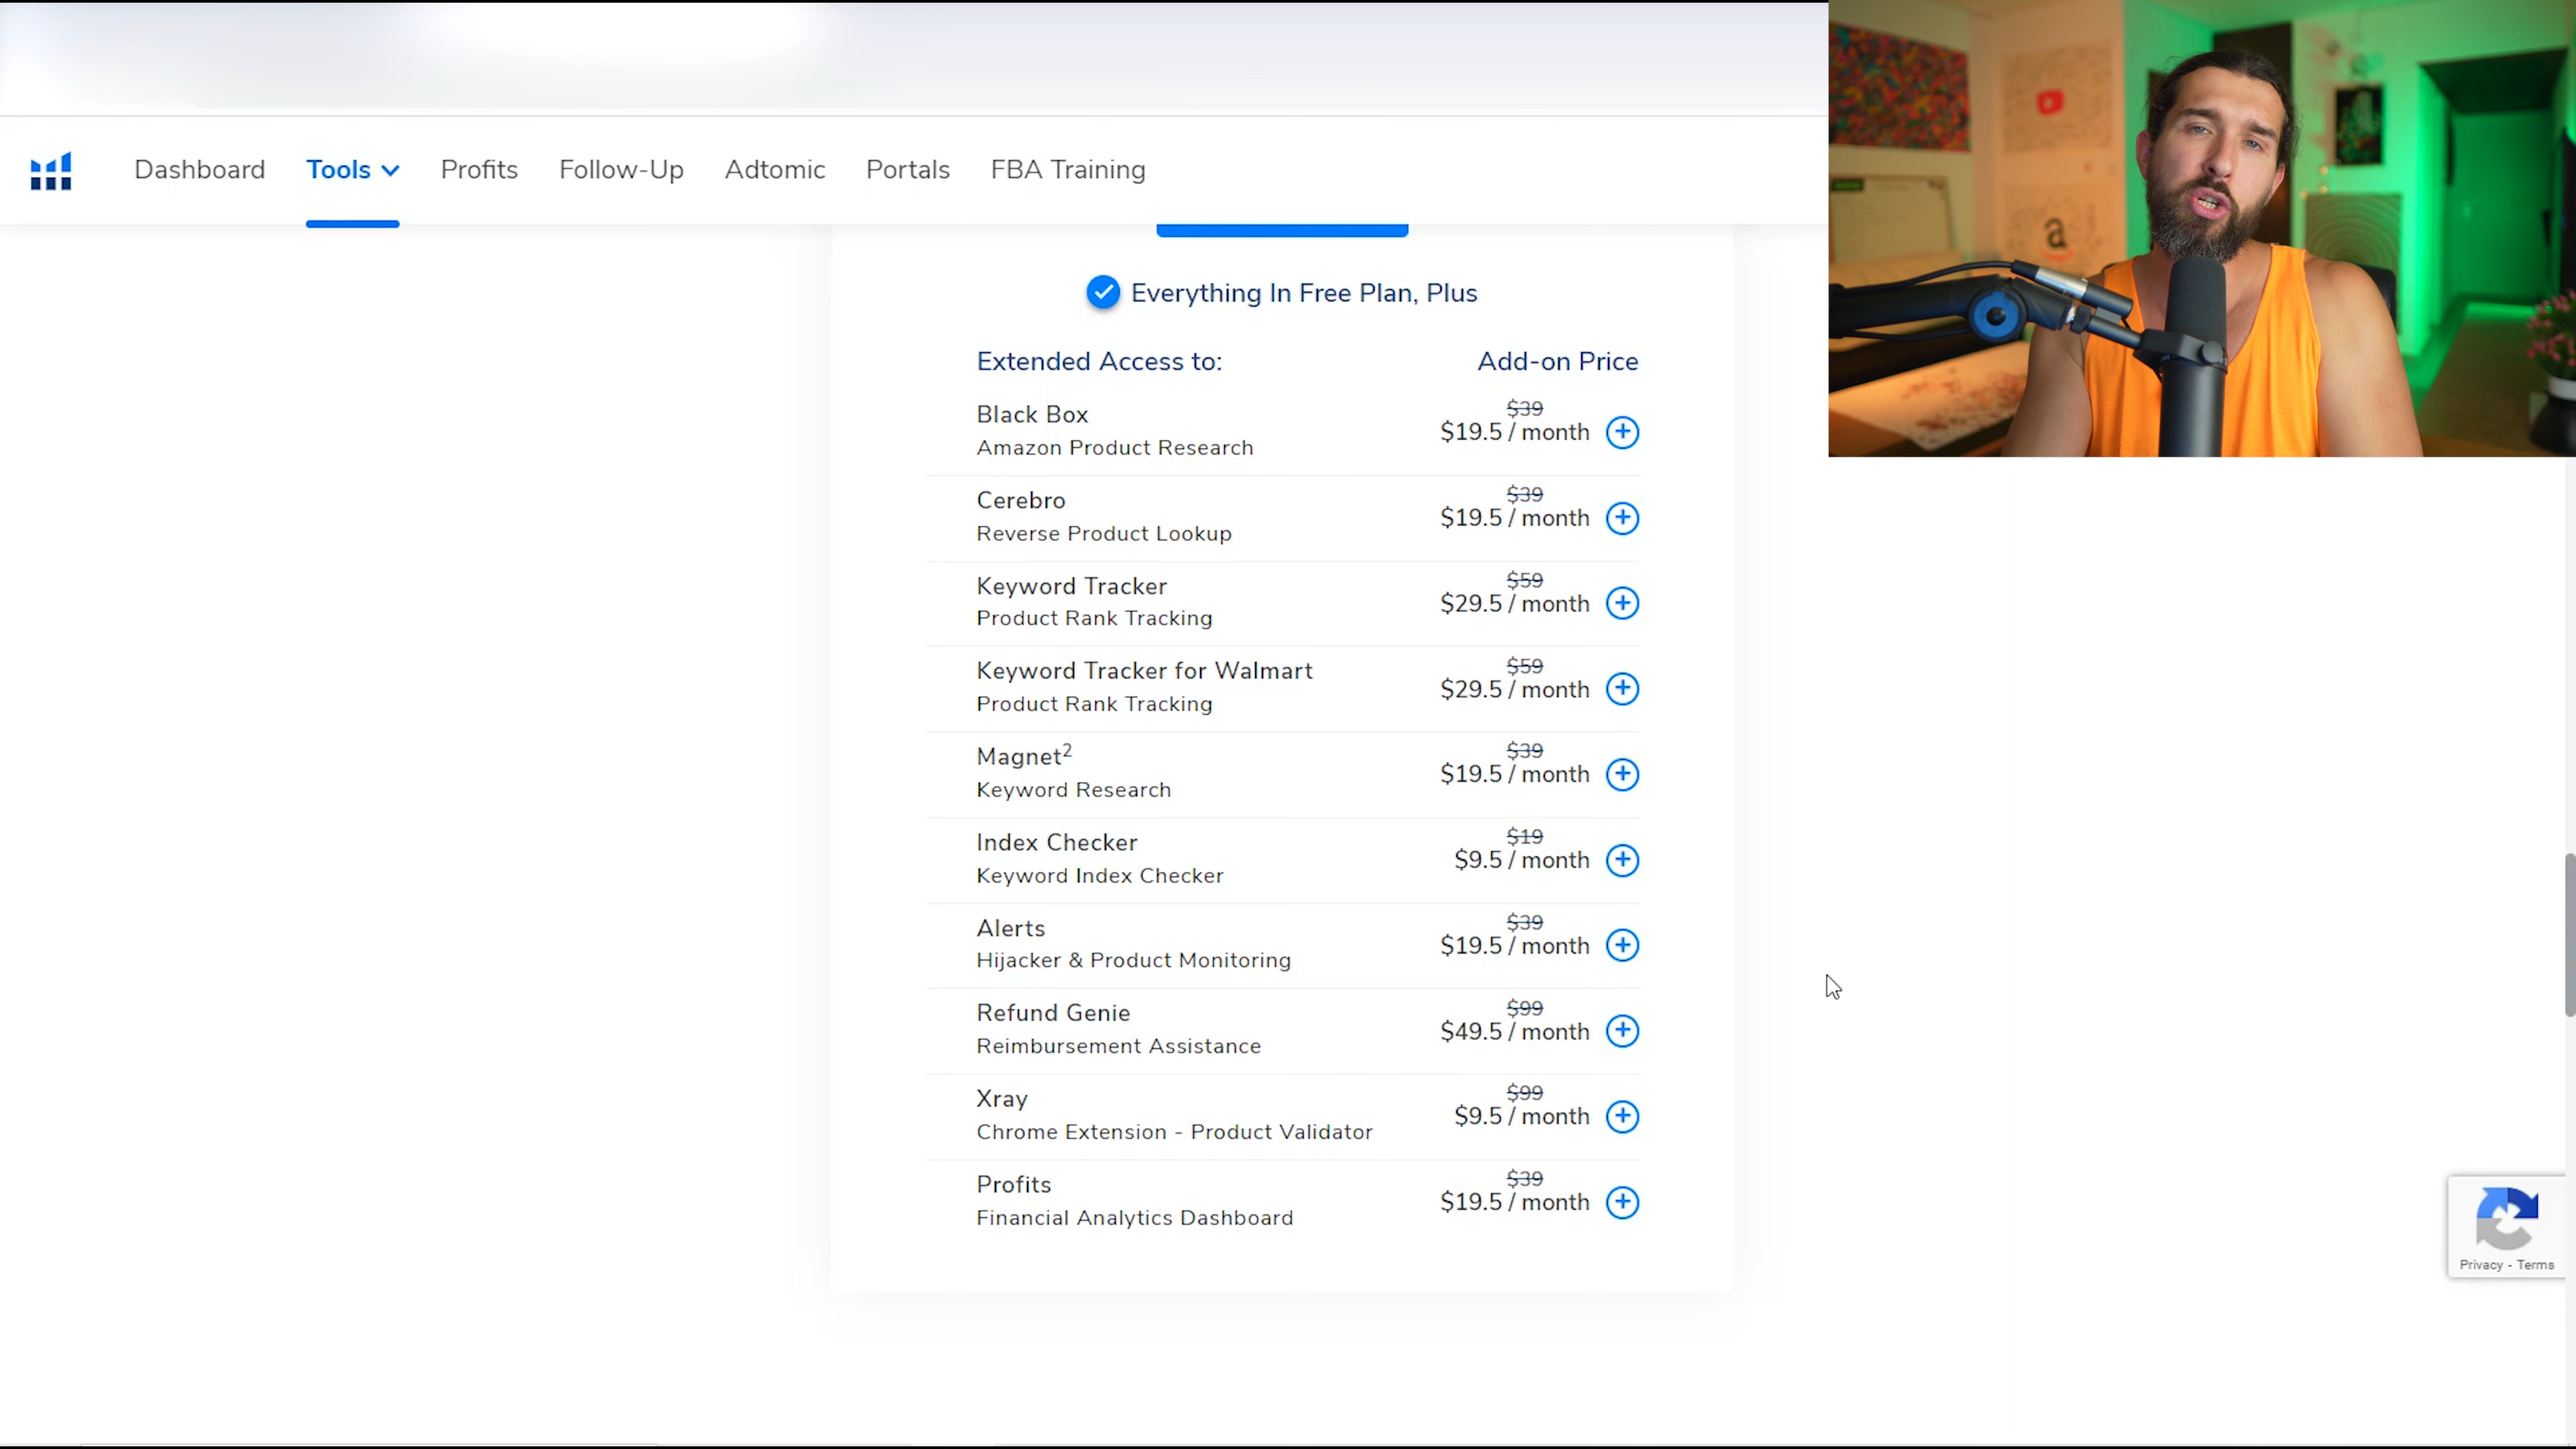 Dashboard
Tools
Profits
Follow-Up
Adtomic
Portals
FBA Training
Everything In Free Plan, Plus
Extended Access to:
Add-on Price
Black Box
$39
$19.5 / month
Amazon Product Research
Cerebro
$39
$19.5 / month
Reverse Product Lookup
Keyword Tracker
$59
$29.5 / month
Product Rank Tracking
Keyword Tracker for Walmart
$59
$29.5 / month
Product Rank Tracking
Magnet²
$39
$19.5 / month
Keyword Research
Index Checker
$19
$9.5 / month
Keyword Index Checker
Alerts
$39
$19.5 / month
Hijacker & Product Monitoring
Refund Genie
$99
$49.5 / month
Reimbursement Assistance
Xray
$99
$9.5 / month
Chrome Extension - Product Validator
Profits
$39
$19.5 / month
Financial Analytics Dashboard
Privacy - Terms